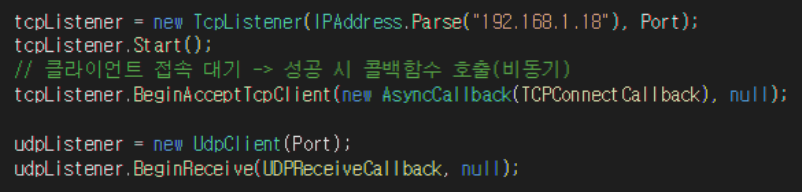 tcpListener = new TcpListener(IPAddress.Parse("192.168.1.18"), Port);
tcpListener.Start();
// 클라이언트 접속 대기 -> 성공 시 콜백함수 호출(비동기)
tcpListener.BeginAcceptTcpClient(new AsyncCallback(TCPConnectCallback), null);
udpListener = new UdpClient(Port);
udpListener.BeginReceive(UDPReceiveCallback, null);